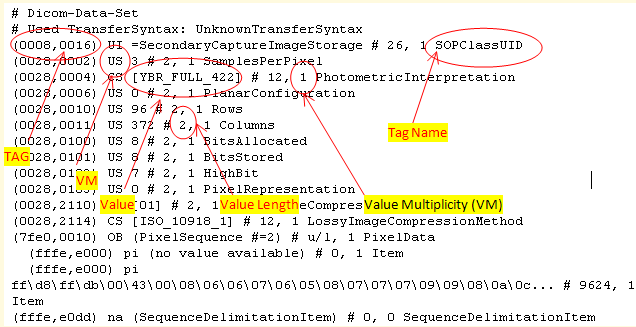 # Dicom-Data-Set
# Used TransferSyntax: UnknownTransferSyntax
(0008,0016) UI =SecondaryCaptureImageStorage # 26, 1 SOPClassUID
(0028,0002) US 3 # 2, 1 SamplesPerPixel
(0028,0004) CS [YBR_FULL_422] # 12, 1 PhotometricInterpretation
(0028,0006) US 0 # 2, 1 PlanarConfiguration
(0028,0010) US 96 # 2, 1 Rows
(0028,0011) US 372 # 2, 1 Columns
Tag Name
(0028,0100) US 8 # 2, 1 BitsAllocated
(0028,0101) US 8 # 2, 1 BitsStored
TAG
(0028,0102) US 7 # 2, 1 HighBit
VM
(0028,0103) US 0 # 2, 1 PixelRepresentation
(0028,2110) [01] # 2, 1 eCompres
Value
Value Length
Value Multiplicity (VM)
(0028,2114) CS [ISO_10918_1] # 12, 1 LossyImageCompressionMethod
(7fe0,0010) OB (PixelSequence #=2) # u/l, 1 PixelData
(fffe,e000) pi (no value available) # 0, 1 Item
(fffe,e000) pi
ff\d8\ff\db\00\43\00\08\06\06\07\06\05\08\07\07\07\09\09\08\0a\0c... # 9624, 1
Item
(fffe,e0dd) na (SequenceDelimitationItem) # 0, 0 SequenceDelimitationItem